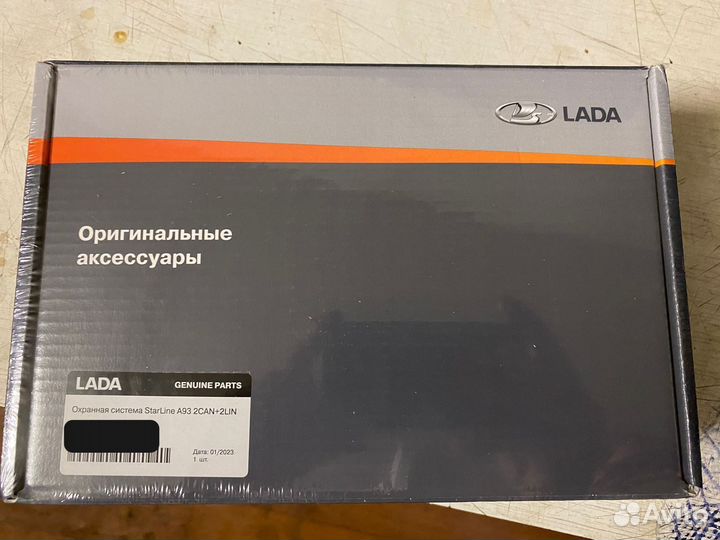 LADA
Оригинальные
аксессуары
LADA GENUINE PARTS
Охранная система StarLine A93 2CAN+2LIN
Дата: 01/2023
1 шт.
Avito